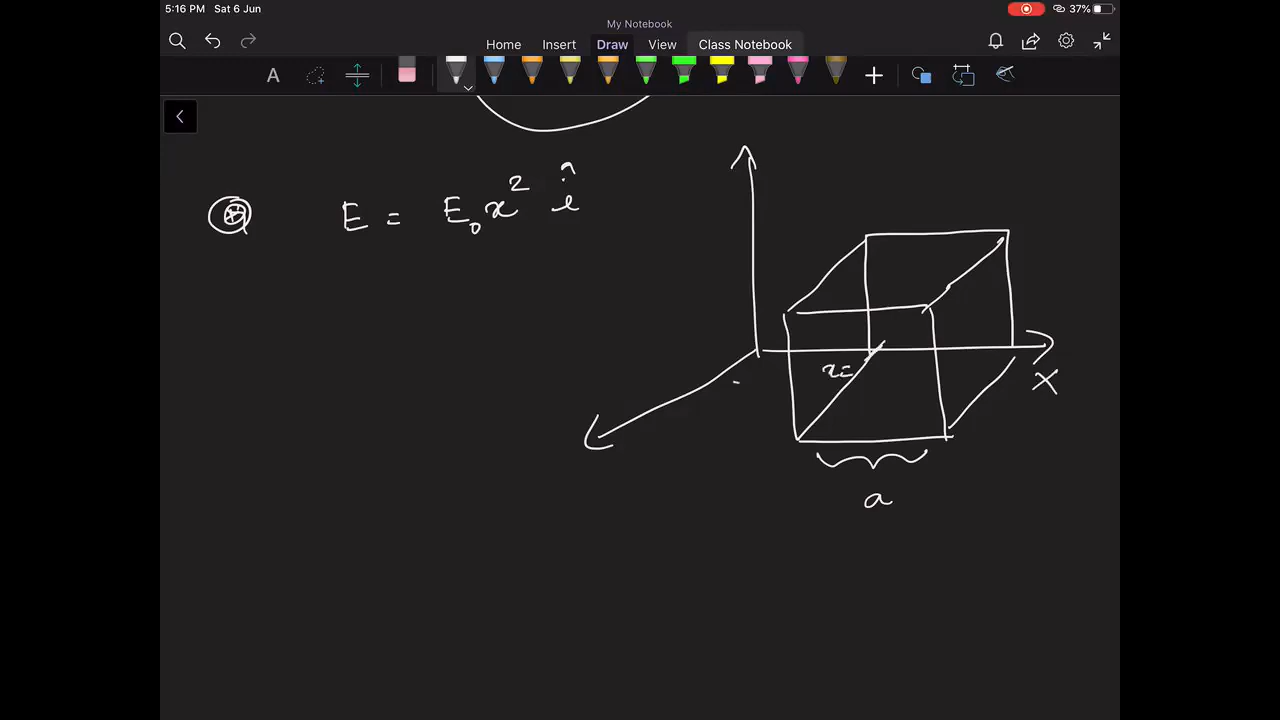 5:16 PM Sat 6 Jun
37%
My Notebook
Home Insert Draw View Class Notebook
A
E = E₀x² î
x=
X
a